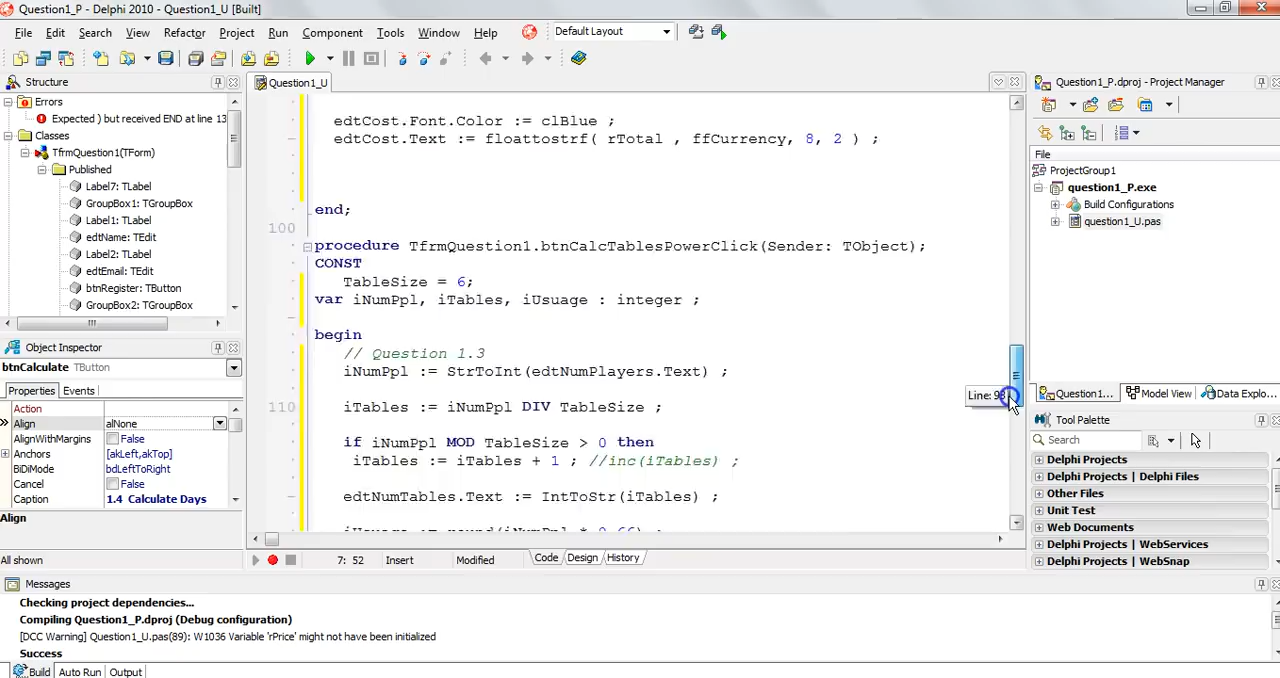 Question1_P - Delphi 2010 - Question1_U [Built]
File Edit Search View Refactor Project Run Component Tools Window Help Default Layout
Structure
Errors
Expected ) but received END at line 13
Classes
TfrmQuestion1(TForm)
Published
Label7: TLabel
GroupBox1: TGroupBox
Label1: TLabel
edtName: TEdit
Label2: TLabel
edtEmail: TEdit
btnRegister: TButton
GroupBox2: TGroupBox
Object Inspector
btnCalculate TButton
Properties Events
Action
Align alNone
AlignWithMargins False
Anchors [akLeft,akTop]
BiDiMode bdLeftToRight
Cancel False
Caption 1.4 Calculate Days
Align
All shown
Question1_U
edtCost.Font.Color := clBlue ;
edtCost.Text := floattostrf( rTotal , ffCurrency, 8, 2 ) ;
end;
100
procedure TfrmQuestion1.btnCalcTablesPowerClick(Sender: TObject);
CONST
TableSize = 6;
var iNumPpl, iTables, iUsuage : integer ;
begin
// Question 1.3
iNumPpl := StrToInt(edtNumPlayers.Text) ;
110 iTables := iNumPpl DIV TableSize ;
if iNumPpl MOD TableSize > 0 then
iTables := iTables + 1 ; //inc(iTables) ;
edtNumTables.Text := IntToStr(iTables) ;
Line: 
7: 52 Insert Modified Code Design History
Question1_P.dproj - Project Manager
File
ProjectGroup1
question1_P.exe
Build Configurations
question1_U.pas
Question1... Model View Data Explo...
Tool Palette
Search
Delphi Projects
Delphi Projects | Delphi Files
Other Files
Unit Test
Web Documents
Delphi Projects | WebServices
Delphi Projects | WebSnap
Messages
Checking project dependencies...
Compiling Question1_P.dproj (Debug configuration)
[DCC Warning] Question1_U.pas(89): W1036 Variable 'rPrice' might not have been initialized
Success
Build Auto Run Output